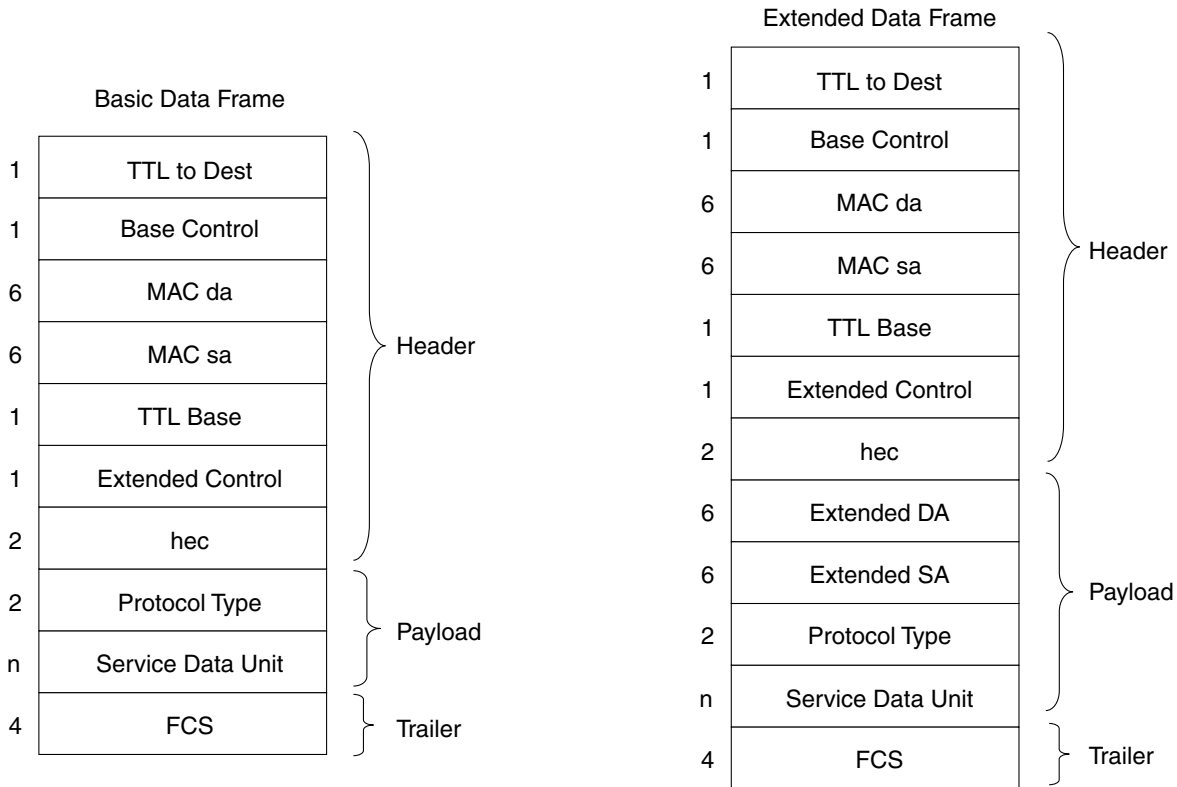 Basic Data Frame
1 TTL to Dest
1 Base Control
6 MAC da
6 MAC sa
1 TTL Base
1 Extended Control
2 hec
2 Protocol Type
n Service Data Unit
4 FCS
Header
Payload
Trailer
Extended Data Frame
1 TTL to Dest
1 Base Control
6 MAC da
6 MAC sa
1 TTL Base
1 Extended Control
2 hec
6 Extended DA
6 Extended SA
2 Protocol Type
n Service Data Unit
4 FCS
Header
Payload
Trailer